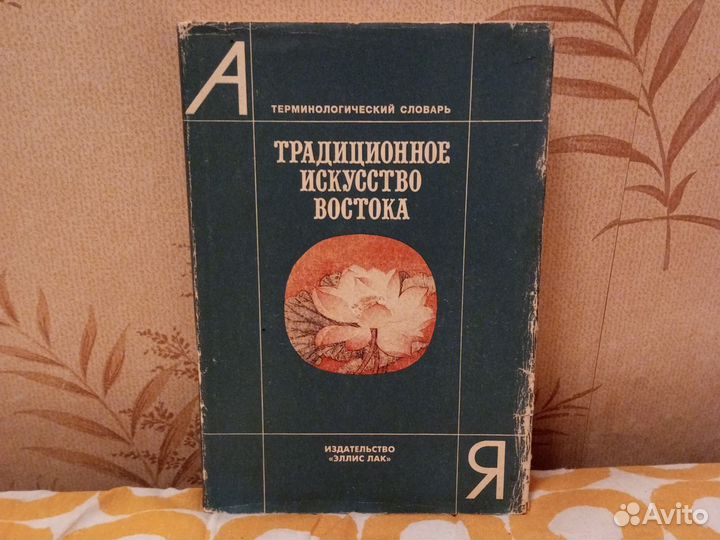 А
ТЕРМИНОЛОГИЧЕСКИЙ СЛОВАРЬ
ТРАДИЦИОННОЕ
ИСКУССТВО
ВОСТОКА
ИЗДАТЕЛЬСТВО
«ЭЛЛИС ЛАК»
Я
Avito